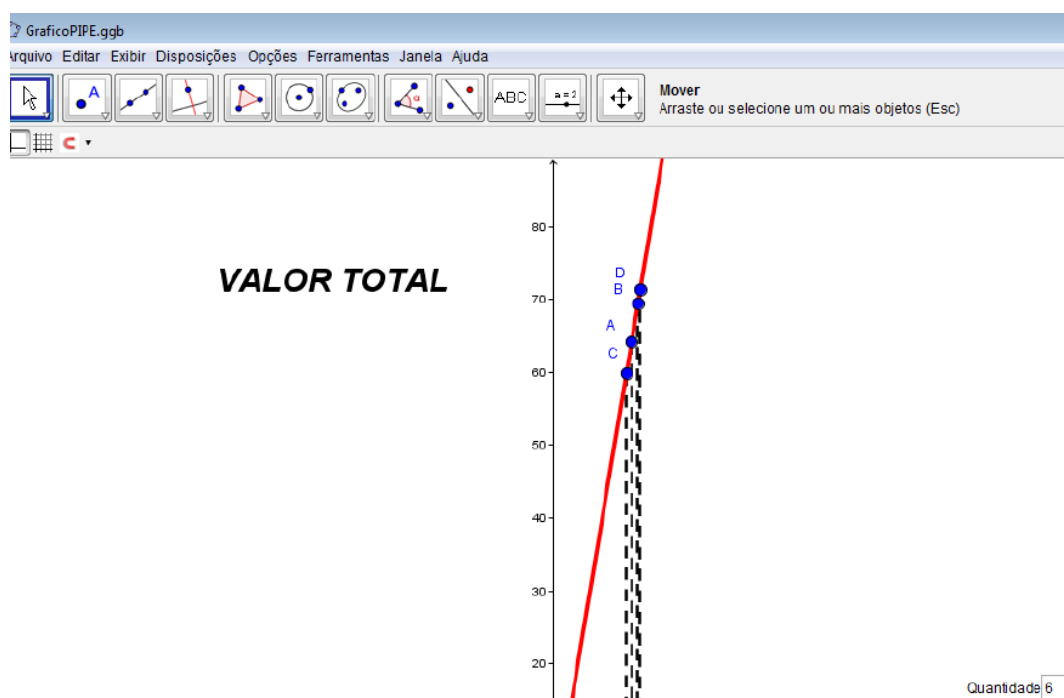 GraficoPIPE.ggb
Arquivo Editar Exibir Disposições Opções Ferramentas Janela Ajuda
A
α
ABC
a=2
Mover
Arraste ou selecione um ou mais objetos (Esc)
80
VALOR TOTAL
D
B
70
A
C
60
50
40
30
20
Quantidade 6